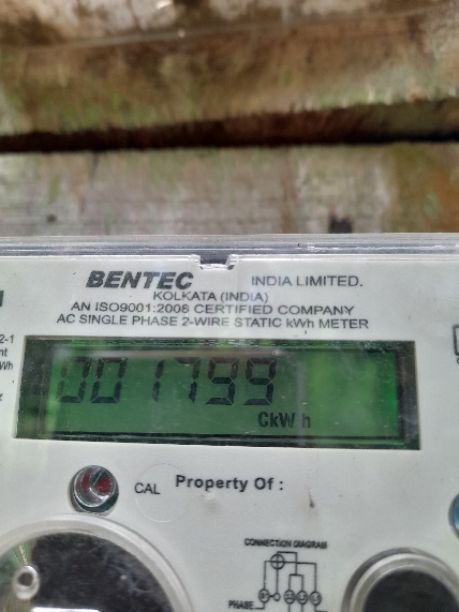 BENTEC INDIA LIMITED.
KOLKATA (INDIA)
AN ISO9001:2008 CERTIFIED COMPANY
AC SINGLE PHASE 2-WIRE STATIC kWh METER
001799
CkWh
CAL Property Of :
CONNECTION DIAGRAM
PHASE